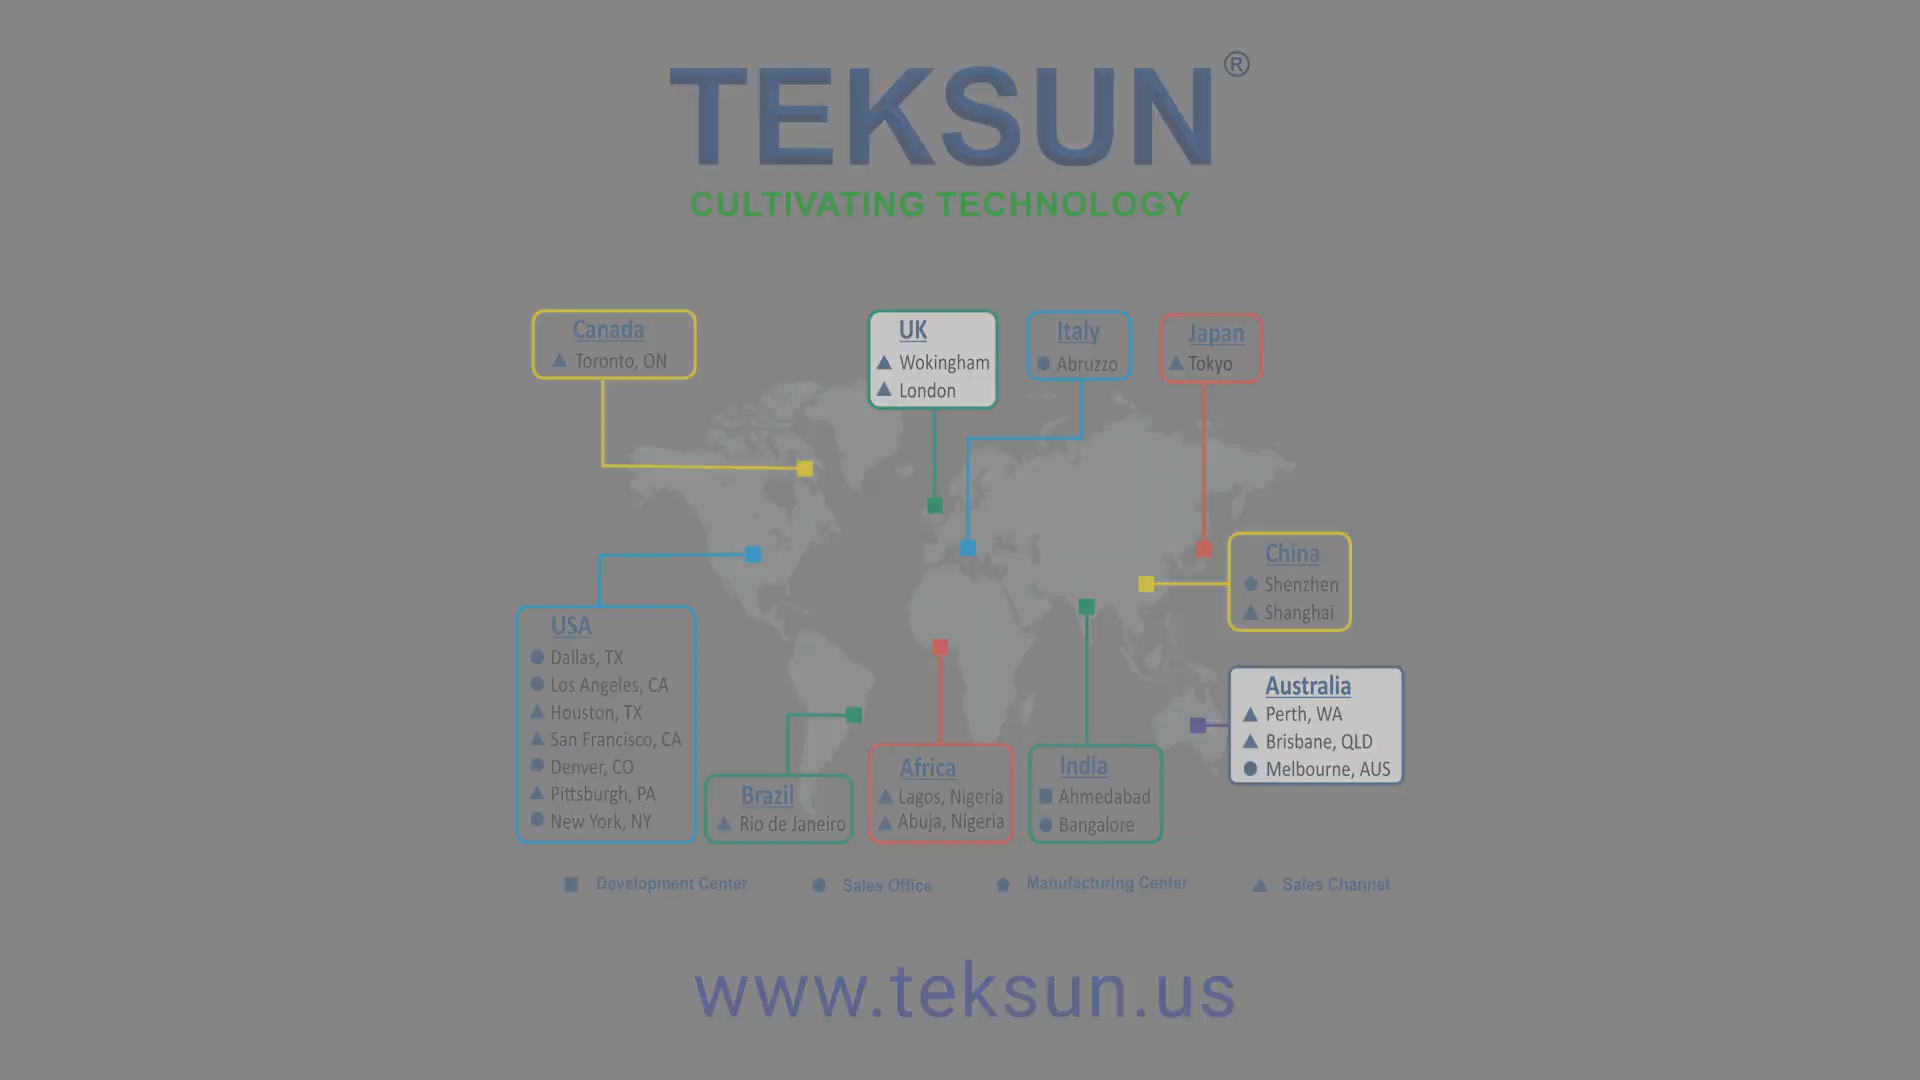 TEKSUN®
CULTIVATING TECHNOLOGY
Canada
Toronto, ON
UK
Wokingham
London
Italy
Abruzzo
Japan
Tokyo
China
Shenzhen
Shanghai
USA
Dallas, TX
Los Angeles, CA
Houston, TX
San Francisco, CA
Denver, CO
Pittsburgh, PA
New York, NY
Brazil
Rio de Janeiro
Africa
Lagos, Nigeria
Abuja, Nigeria
India
Ahmedabad
Bangalore
Australia
Perth, WA
Brisbane, QLD
Melbourne, AUS
Development Center
Sales Office
Manufacturing Center
Sales Channel
www.teksun.us